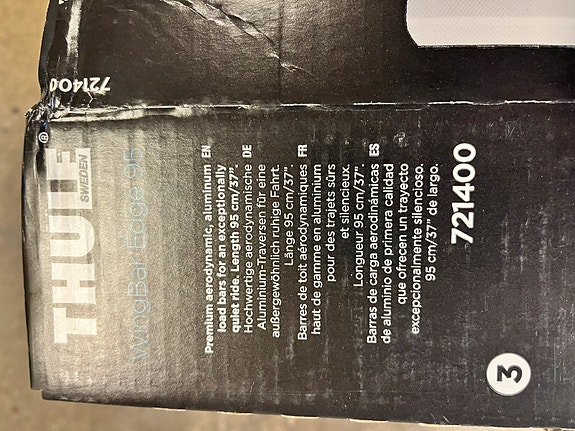 721400
THULE®
SWEDEN
WingBar Edge 95
Premium aerodynamic, aluminum EN
load bars for an exceptionally
quiet ride. Length 95 cm/37".
Hochwertige aerodynamische DE
Aluminium-Traversen für eine
außergewöhnlich ruhige Fahrt.
Länge 95 cm/37".
Barres de toit aérodynamiques FR
haut de gamme en aluminium
pour des trajets sûrs
et silencieux.
Longueur 95 cm/37".
Barras de carga aerodinámicas ES
de aluminio de primera calidad
que ofrecen un trayecto
excepcionalmente silencioso.
95 cm/37" de largo.
721400
3